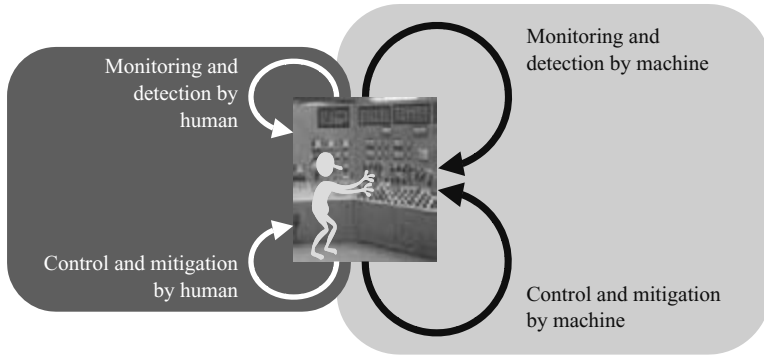 Monitoring and
detection by
human
Monitoring and
detection by machine
Control and mitigation
by human
Control and mitigation
by machine